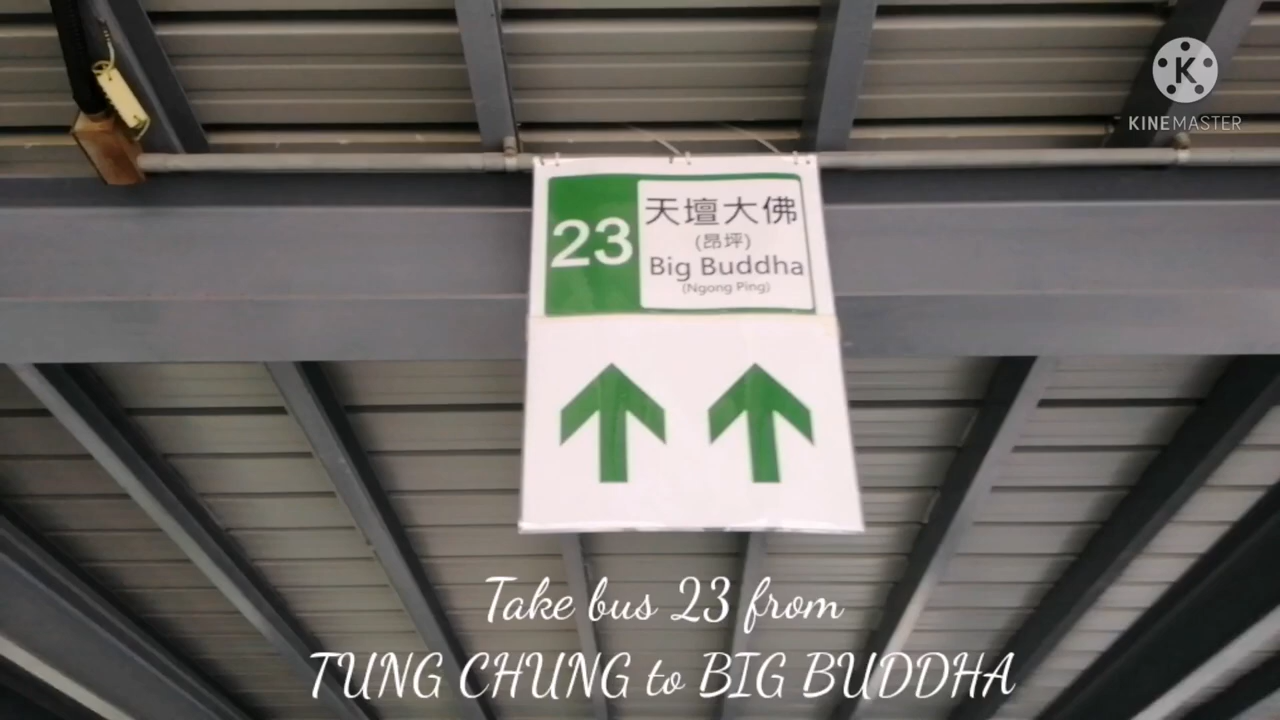 K
KINEMASTER
23
天壇大佛
(昂坪)
Big Buddha
(Ngong Ping)
Take bus 23 from
TUNG CHUNG to BIG BUDDHA